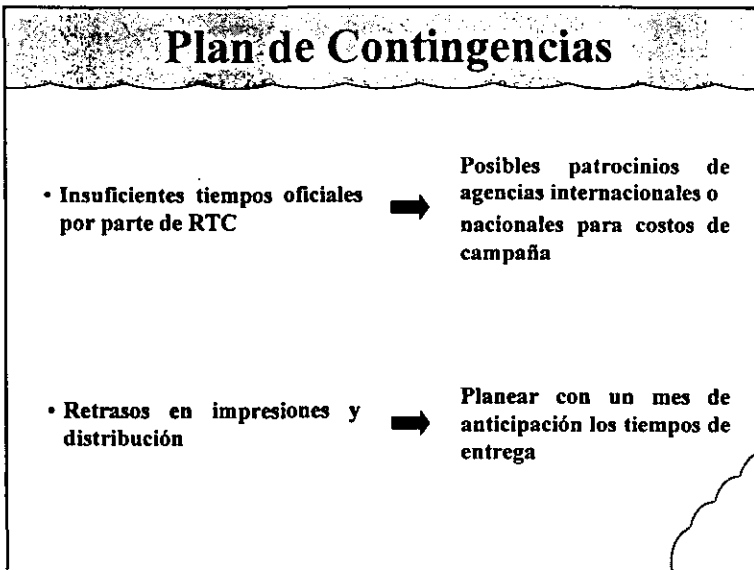 Plan de Contingencias
• Insuficientes tiempos oficiales
por parte de RTC
Posibles patrocinios de
agencias internacionales o
nacionales para costos de
campaña
• Retrasos en impresiones y
distribución
Planear con un mes de
anticipación los tiempos de
entrega